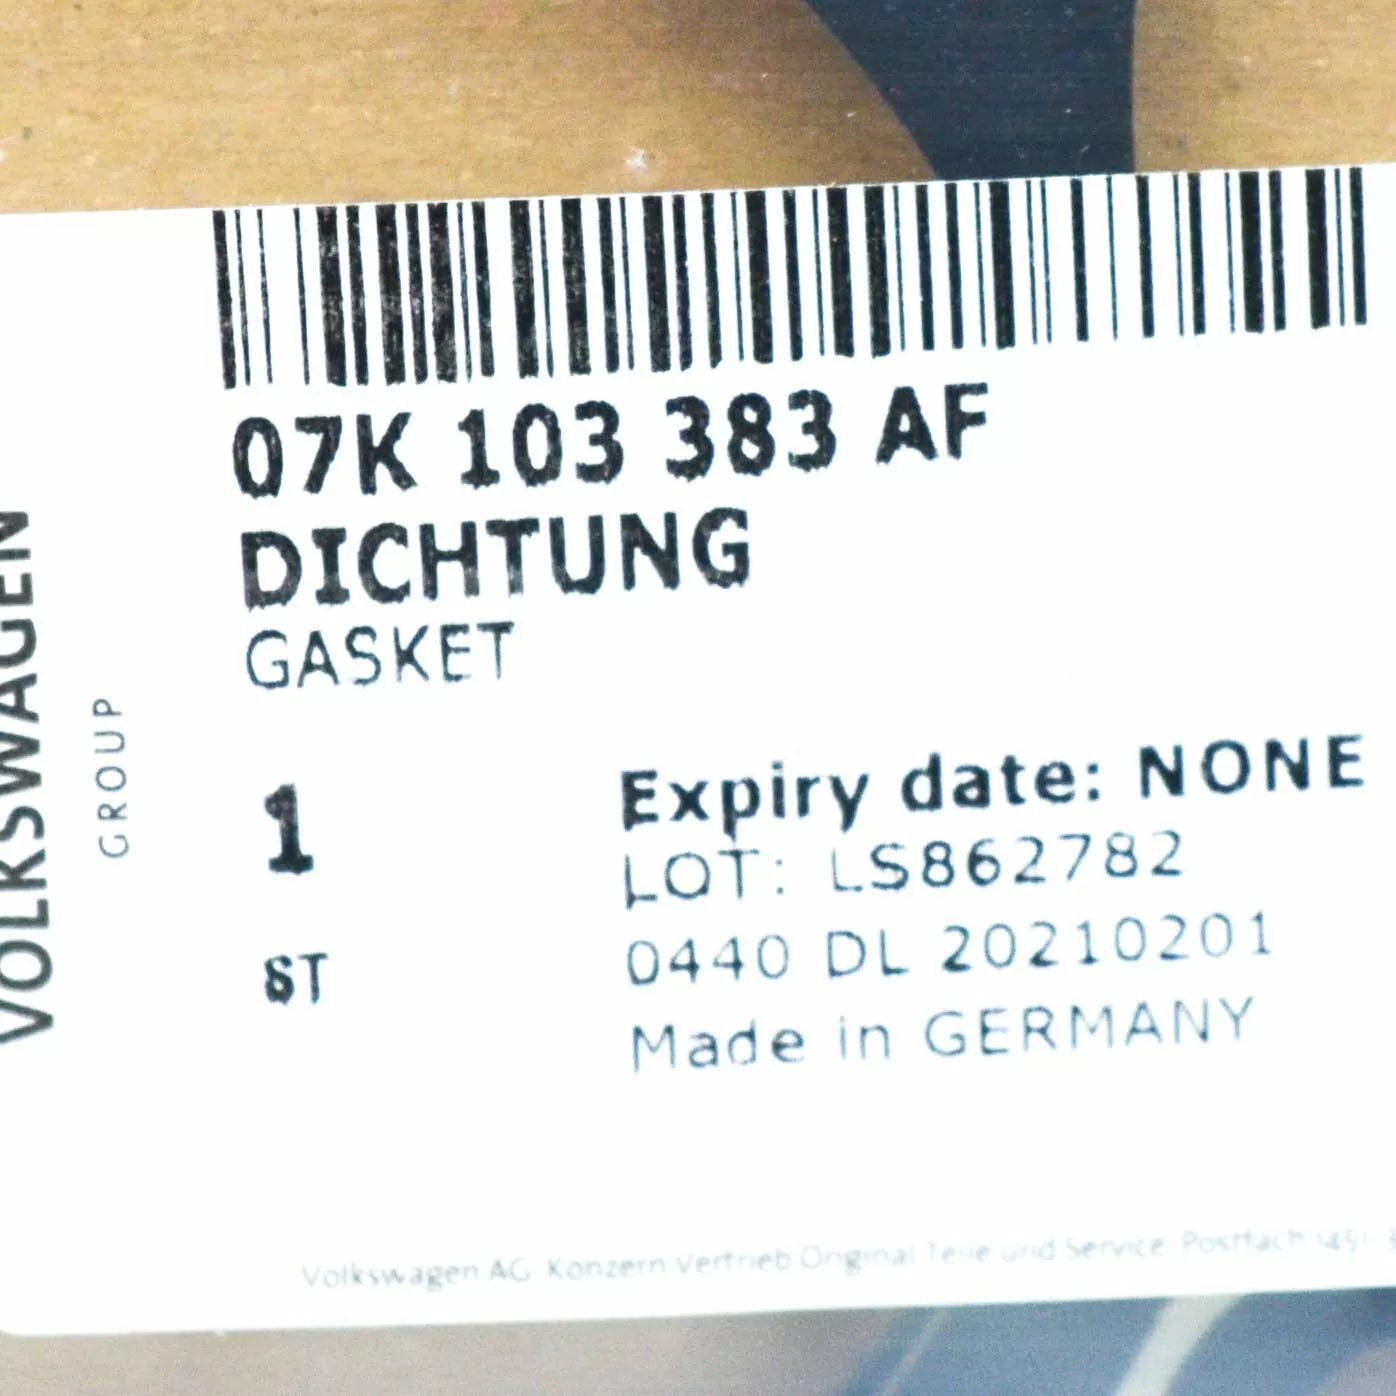 VOLKSWAGEN
GROUP
07K 103 383 AF
DICHTUNG
GASKET
1
ST
Expiry date: NONE
LOT: LS862782
0440 DL 20210201
Made in GERMANY
Volkswagen AG Konzern Vertrieb Original Teile und Service Postfach